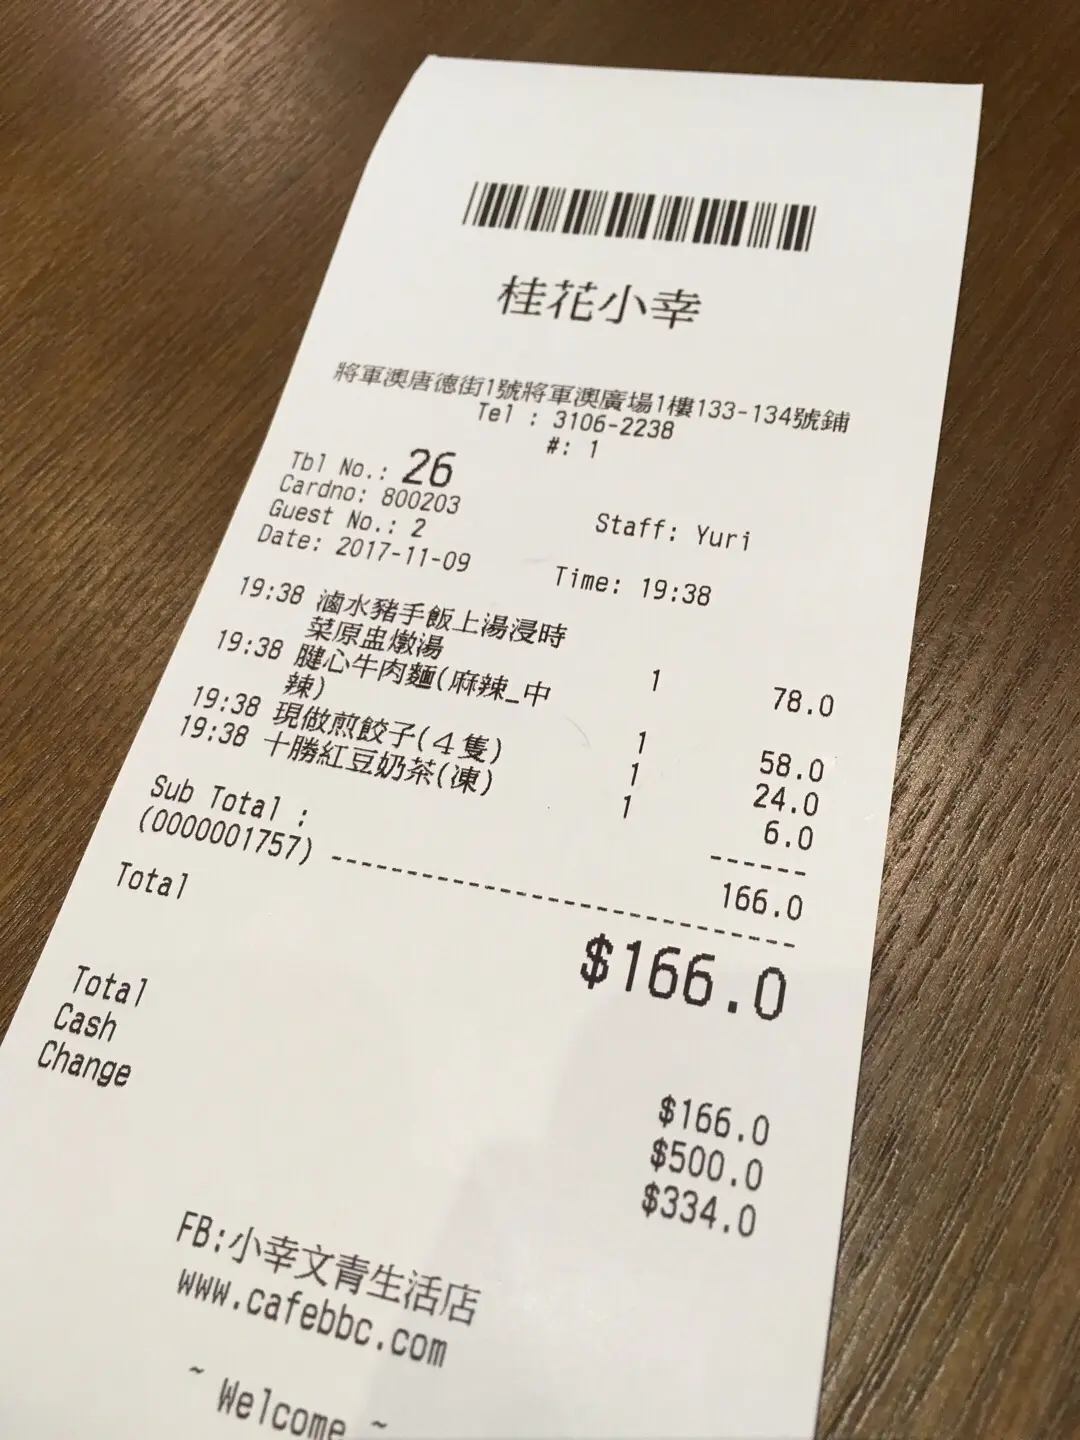 桂花小幸
將軍澳唐德街1號將軍澳廣場1樓133-134號鋪
Tel : 3106-2238
#: 1
Tbl No.: 26
Cardno: 800203
Guest No.: 2 Staff: Yuri
Date: 2017-11-09 Time: 19:38
19:38 滷水豬手飯上湯浸時
菜原盅燉湯 1 78.0
19:38 腱心牛肉麵(麻辣_中
辣) 1 58.0
19:38 現做煎餃子(４隻) 1 24.0
19:38 十勝紅豆奶茶(凍) 1 6.0
Sub Total : 166.0
(0000001757)
Total $166.0
Total $166.0
Cash $500.0
Change $334.0
FB:小幸文青生活店
www.cafebbc.com
~ Welcome ~